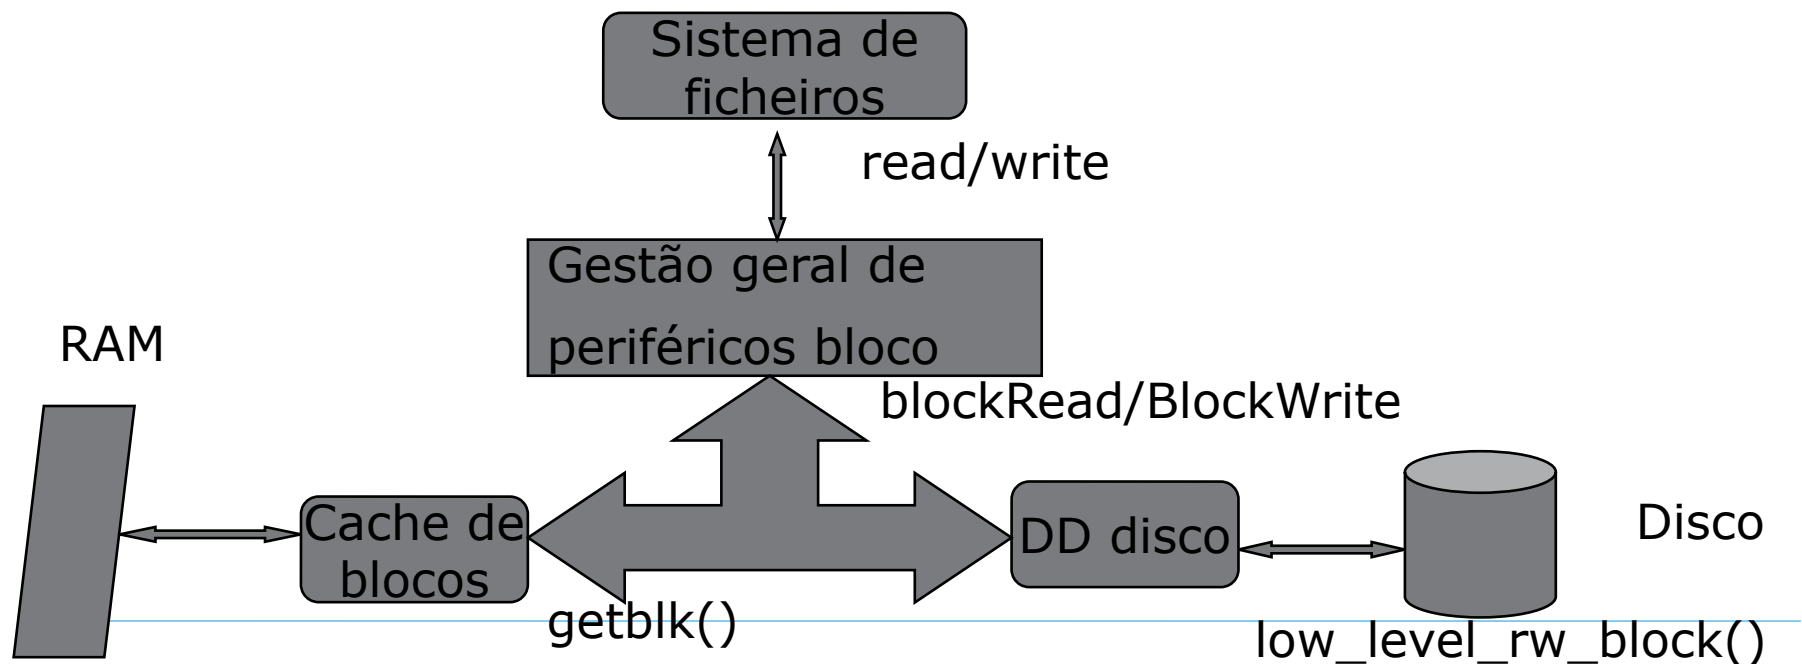 Sistema de
ficheiros
read/write
Gestão geral de
periféricos bloco
RAM
blockRead/BlockWrite
Cache de
blocos
DD disco
Disco
getblk()
low_level_rw_block()